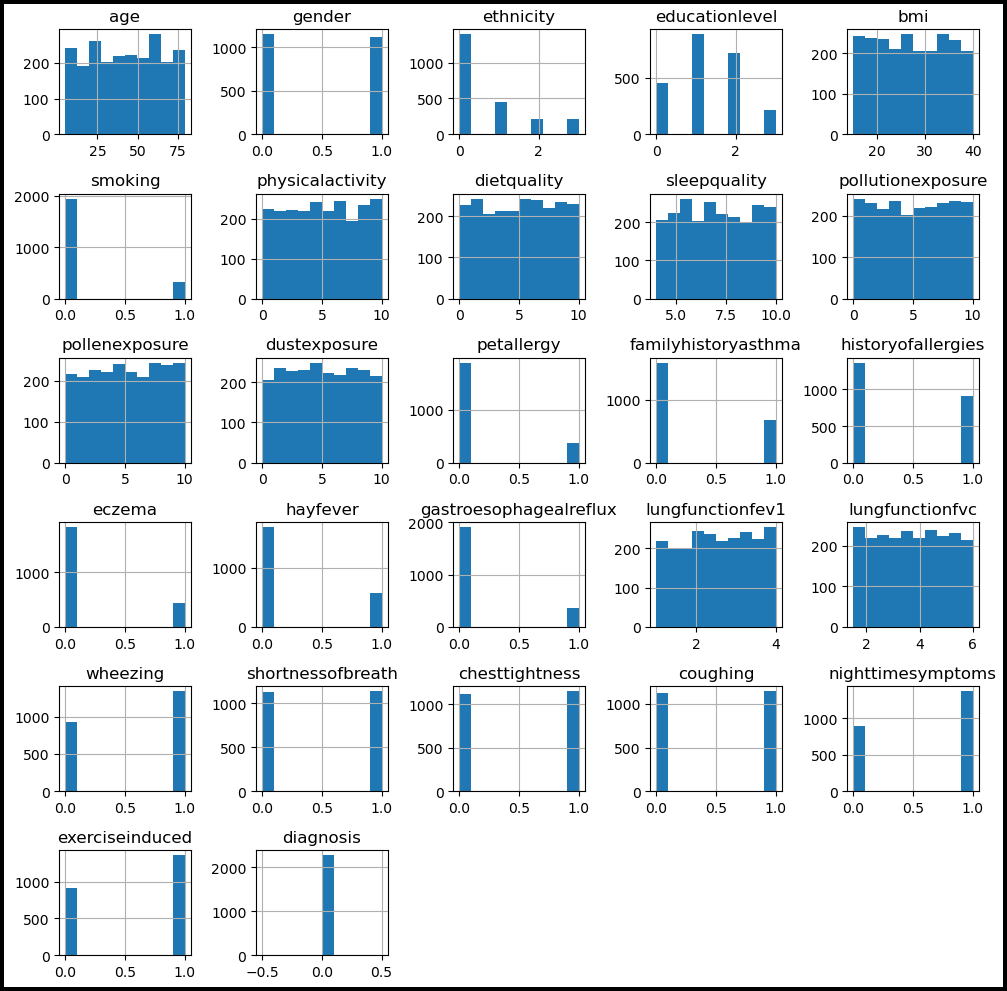 age gender ethnicity educationlevel bmi
200 100 0 25 50 75
1000 500 0 0.0 0.5 1.0
1000 500 0 0 2
500 0 0 2
200 100 0 20 30 40
smoking physicalactivity dietquality sleepquality pollutionexposure
2000 1000 0 0.0 0.5 1.0
200 100 0 0 5 10
200 100 0 0 5 10
200 100 0 5.0 7.5 10.0
200 100 0 0 5 10
pollenexposure dustexposure petallergy familyhistoryasthma historyofallergies
200 100 0 0 5 10
200 100 0 0 5 10
1000 0 0.0 0.5 1.0
1000 0 0.0 0.5 1.0
1000 500 0 0.0 0.5 1.0
eczema hayfever gastroesophagealreflux lungfunctionfev1 lungfunctionfvc
1000 0 0.0 0.5 1.0
1000 0 0.0 0.5 1.0
2000 1500 1000 500 0 0.0 0.5 1.0
200 100 0 2 4
200 100 0 2 4 6
wheezing shortnessofbreath chesttightness coughing nighttimesymptoms
1000 500 0 0.0 0.5 1.0
1000 500 0 0.0 0.5 1.0
1000 500 0 0.0 0.5 1.0
1000 500 0 0.0 0.5 1.0
1000 500 0 0.0 0.5 1.0
exerciseinduced diagnosis
1000 500 0 0.0 0.5 1.0
2000 1000 0 −0.5 0.0 0.5